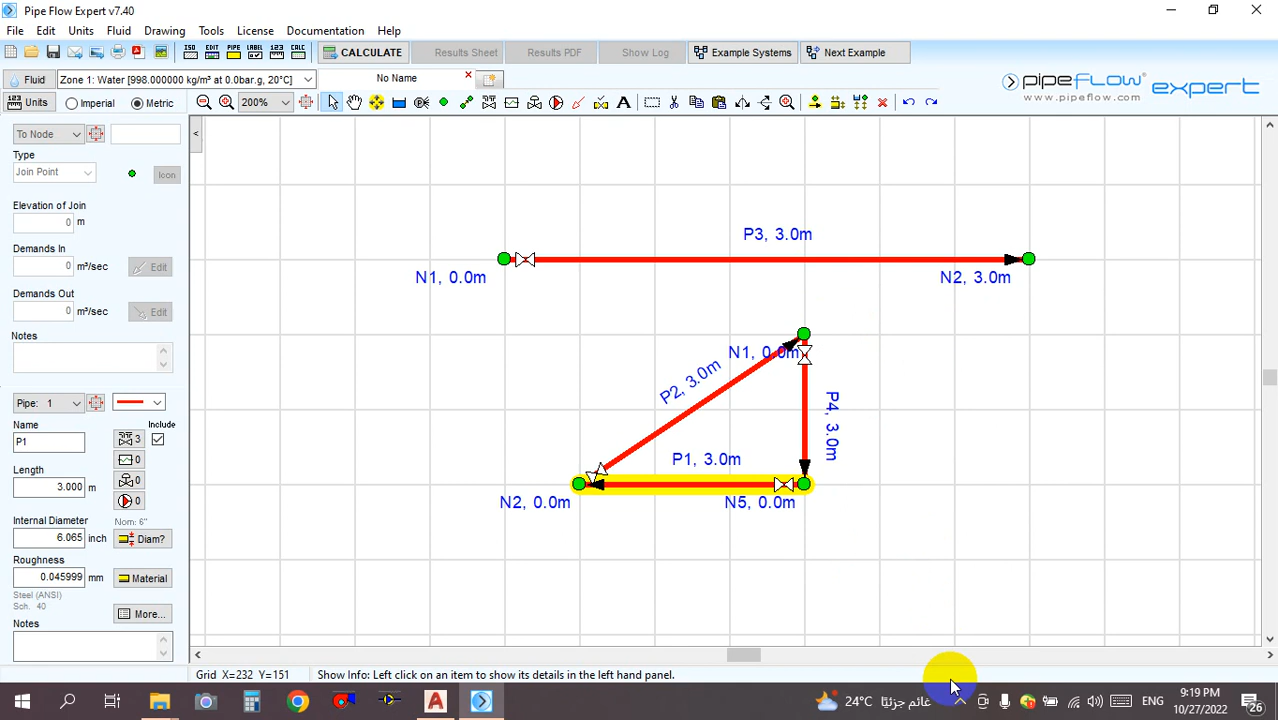 Pipe Flow Expert v7.40
File Edit Units Fluid Drawing Tools License Documentation Help
ISO EDIT PIPE LABEL 123 CALC CALCULATE Results Sheet Results PDF Show Log Example Systems Next Example
Fluid Zone 1: Water [998.000000 kg/m³ at 0.0bar.g, 20°C] No Name
Units Imperial Metric 200% A
pipeflow expert
www.pipeflow.com
To Node
Type
Join Point Icon
Elevation of Join
0 m
Demands In
0 m³/sec Edit
Demands Out
0 m³/sec Edit
Notes
Pipe: 1
Name Include
P1 3
Length 0
3.000 m 0
0
Internal Diameter Nom: 6"
6.065 inch Diam?
Roughness
0.045999 mm Material
Steel (ANSI)
Sch. 40 More...
Notes
P3, 3.0m
N1, 0.0m N2, 3.0m
N1, 0.0m
P2, 3.0m
P4, 3.0m
P1, 3.0m
N2, 0.0m N5, 0.0m
Grid X=232 Y=151 Show Info: Left click on an item to show its details in the left hand panel.
24°C غائم جزئيًا ENG 9:19 PM
10/27/2022 26